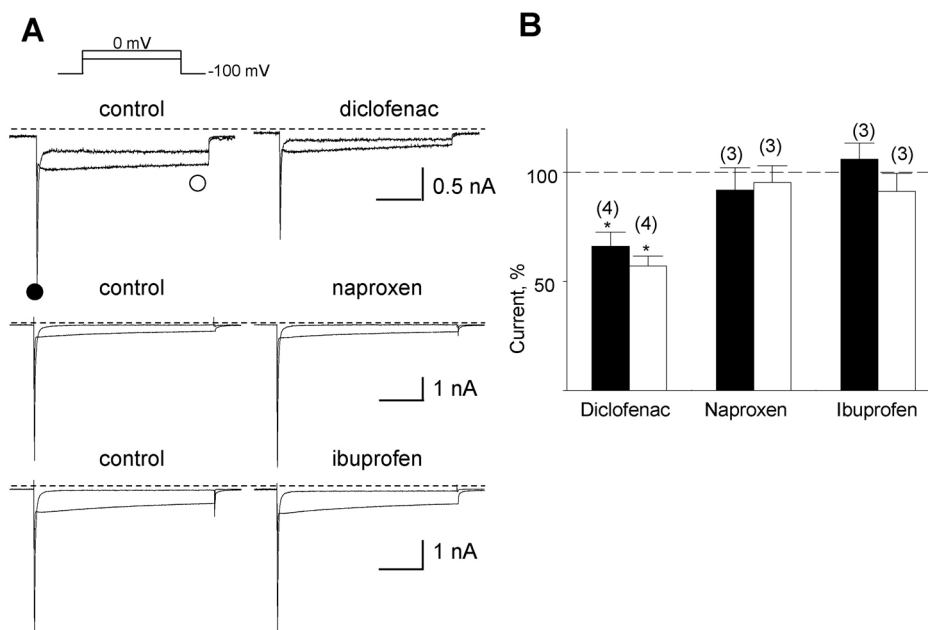 A
0 mV
-100 mV
control
diclofenac
0.5 nA
control
naproxen
1 nA
control
ibuprofen
1 nA
B
Current, %
100
50
(4)
*
(4)
*
(3)
(3)
(3)
(3)
Diclofenac
Naproxen
Ibuprofen